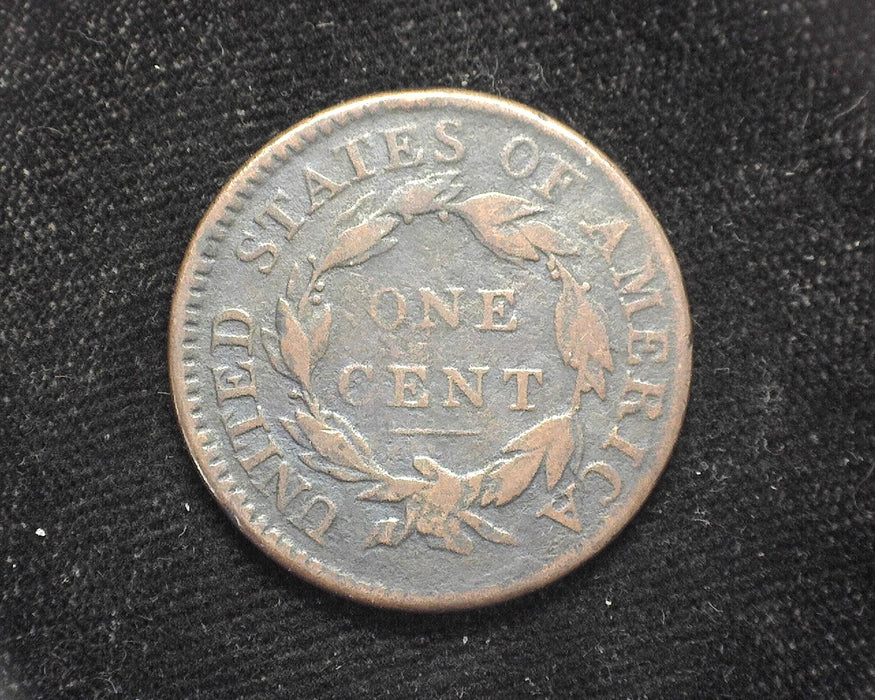 UNITED STATES OF AMERICA
ONE
CENT